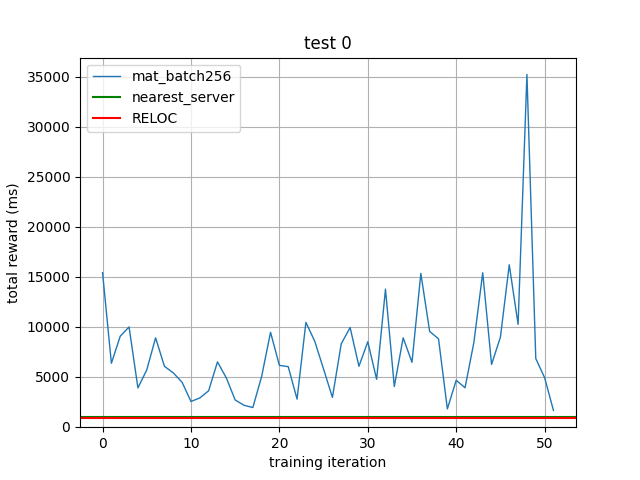 test 0
mat_batch256
nearest_server
RELOC
total reward (ms)
35000
30000
25000
20000
15000
10000
5000
0
0 10 20 30 40 50
training iteration